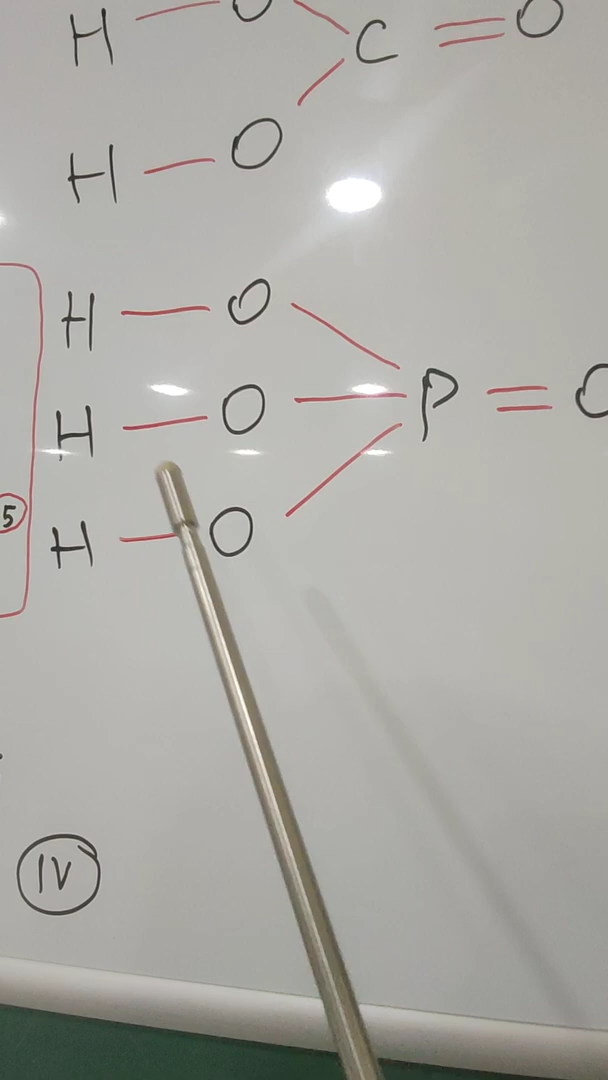 H — O
C = O
H — O
H — O
H — O — P = O
5
H — O
IV